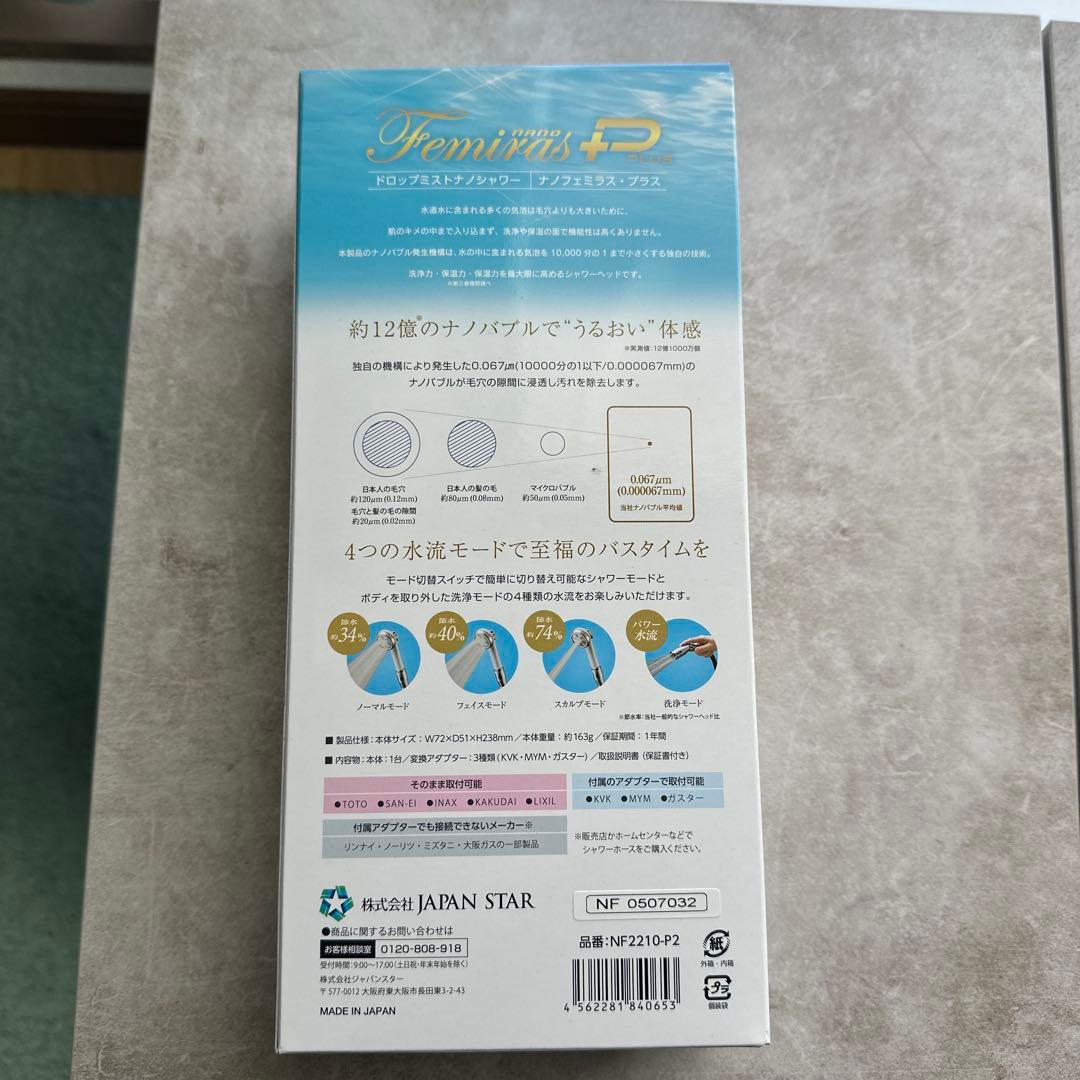 Femiras nano +P PLUS
ドロップミストナノシャワー | ナノフェミラス・プラス
水道水に含まれる多くの気泡は毛穴よりも大きいために、
肌のキメの中まで入り込まず、洗浄や保湿の面で機能性は高くありません。
本製品のナノバブル発生機構は、水の中に含まれる気泡を10,000分の1まで小さくする独自の技術。
洗浄力・保温力・保湿力を最大限に高めるシャワーヘッドです。
※第三者機関調べ
約12億※のナノバブルで“うるおい”体感
※実測値:12億1000万個
独自の機構により発生した0.067㎛(10000分の1以下/0.000067mm)の
ナノバブルが毛穴の隙間に浸透し汚れを除去します。
日本人の毛穴
約120μm(0.12mm)
毛穴と髪の毛の隙間
約20μm(0.02mm)
日本人の髪の毛
約80μm(0.08mm)
マイクロバブル
約50μm(0.05mm)
0.067μm
(0.000067mm)
当社ナノバブル平均値
4つの水流モードで至福のバスタイムを
モード切替スイッチで簡単に切り替え可能なシャワーモードと
ボディを取り外した洗浄モードの4種類の水流をお楽しみいただけます。
節水
約34%
節水
約40%
節水
約74%
パワー
水流
ノーマルモード
フェイスモード
スカルプモード
洗浄モード
※節水率:当社一般的なシャワーヘッド比
■製品仕様:本体サイズ:W72×D51×H238mm/本体重量:約163g/保証期間:1年間
■内容物:本体:1台/変換アダプター:3種類(KVK・MYM・ガスター)/取扱説明書(保証書付き)
そのまま取付可能
●TOTO ●SAN-EI ●INAX ●KAKUDAI ●LIXIL
付属のアダプターで取付可能
●KVK ●MYM ●ガスター
付属アダプターでも接続できないメーカー※
リンナイ・ノーリツ・ミズタニ・大阪ガスの一部製品
※販売店かホームセンターなどで
シャワーホースをご購入ください。
株式会社 JAPAN STAR
●商品に関するお問い合わせは
お客様相談室 0120-808-918
受付時間:9:00〜17:00(土日祝・年末年始を除く)
株式会社ジャパンスター
〒577-0012 大阪府東大阪市長田東3-2-43
MADE IN JAPAN
NF 0507032
品番:NF2210-P2
4 562281 840653
紙
外箱・内箱
プラ
個装袋